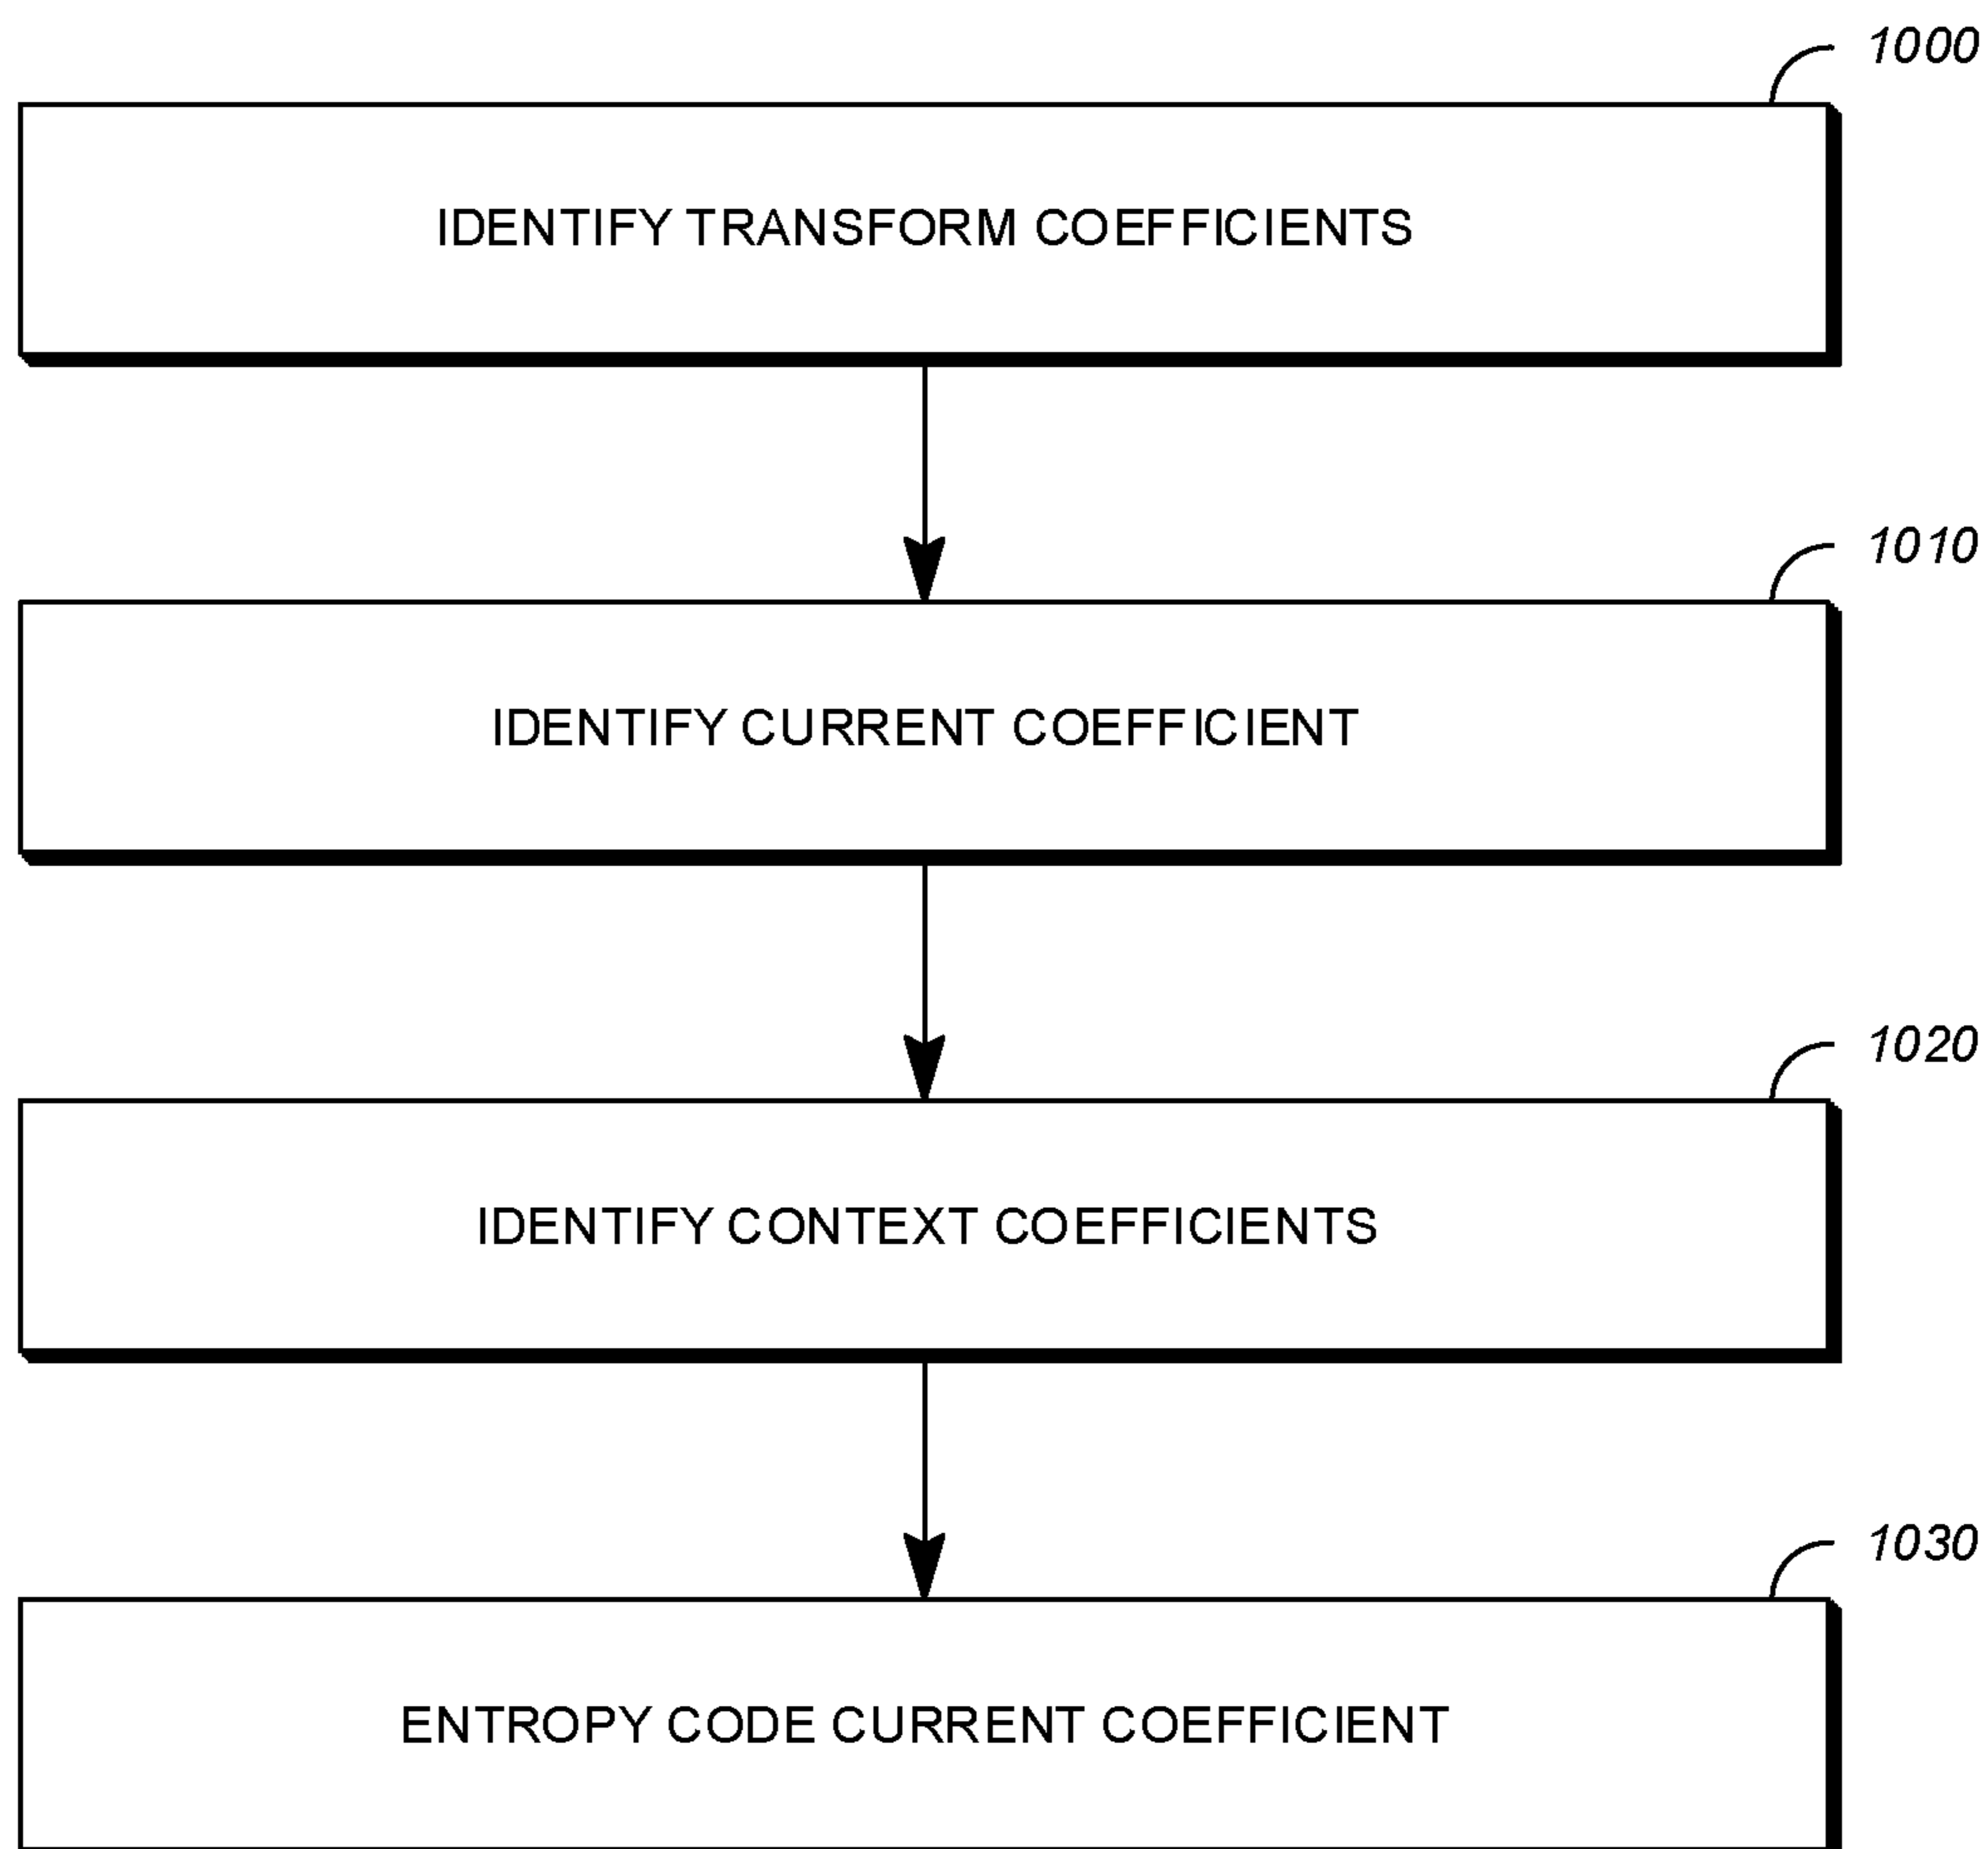 1000
IDENTIFY TRANSFORM COEFFICIENTS
1010
IDENTIFY CURRENT COEFFICIENT
1020
IDENTIFY CONTEXT COEFFICIENTS
1030
ENTROPY CODE CURRENT COEFFICIENT